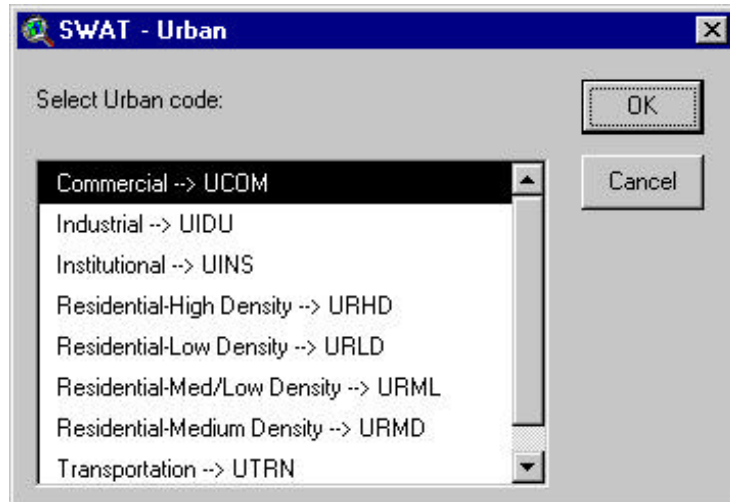 SWAT - Urban
Select Urban code:
OK
Cancel
Commercial --> UCOM
Industrial --> UIDU
Institutional --> UINS
Residential-High Density --> URHD
Residential-Low Density --> URLD
Residential-Med/Low Density --> URML
Residential-Medium Density --> URMD
Transportation --> UTRN